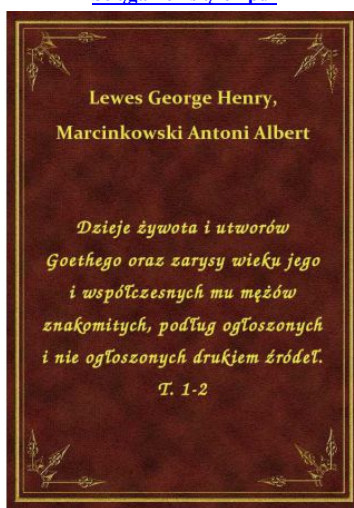 Lewes George Henry,
Marcinkowski Antoni Albert
Dzieje żywota i utworów
Goethego oraz zarysy wieku jego
i współczesnych mu mężów
znakomitych, podług ogłoszonych
i nie ogłoszonych drukiem źródeł.
T. 1-2